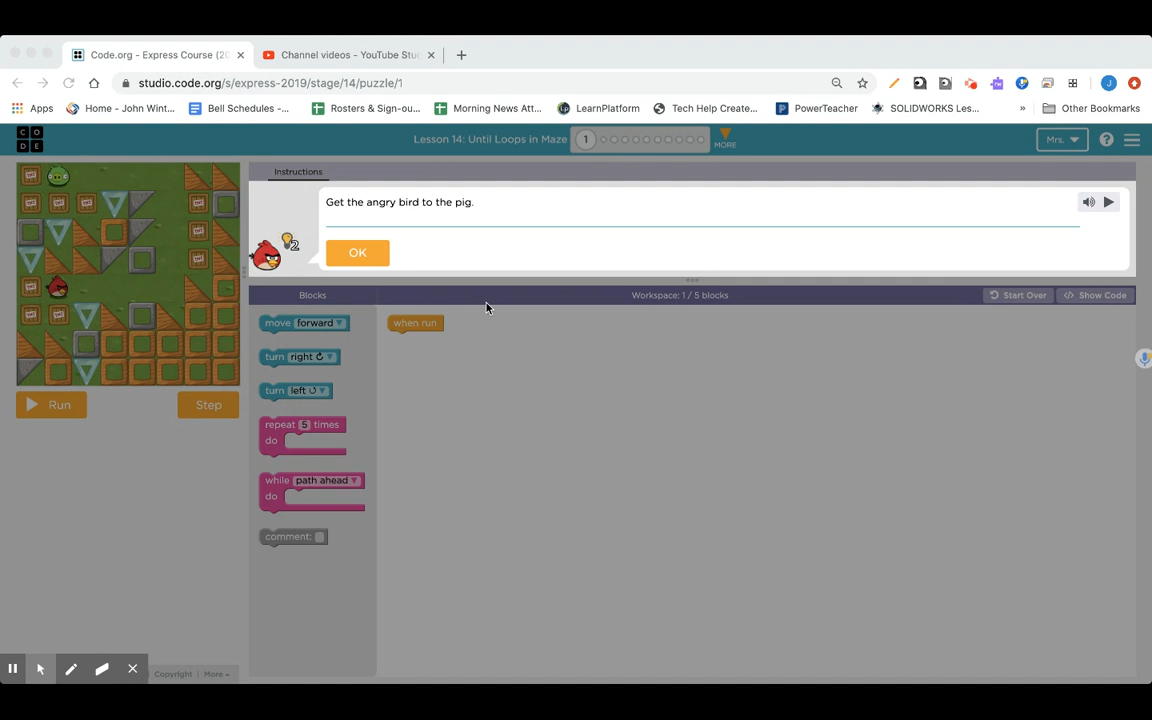 Code.org - Express Course (20
Channel videos - YouTube Stu
studio.code.org/s/express-2019/stage/14/puzzle/1
J
Apps
Home - John Wint...
Bell Schedules -...
Rosters & Sign-ou...
Morning News Att...
LearnPlatform
Tech Help Create...
PowerTeacher
SOLIDWORKS Les...
»
Other Bookmarks
C O
D E
Lesson 14: Until Loops in Maze
1
MORE
Mrs.
?
Instructions
Get the angry bird to the pig.
2
OK
Blocks
Workspace: 1 / 5 blocks
Start Over
</> Show Code
move forward
when run
turn right
turn left
Run
Step
repeat 5 times
do
while path ahead
do
comment:
Copyright | More